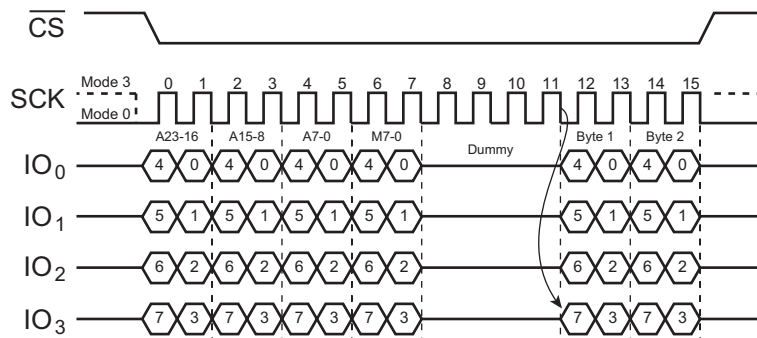 CS
Mode 3 0 1 2 3 4 5 6 7 8 9 10 11 12 13 14 15
SCK
Mode 0
A23-16 A15-8 A7-0 M7-0 Dummy Byte 1 Byte 2
IO0 4 0 4 0 4 0 4 0 4 0 4 0
IO1 5 1 5 1 5 1 5 1 5 1 5 1
IO2 6 2 6 2 6 2 6 2 6 2 6 2
IO3 7 3 7 3 7 3 7 3 7 3 7 3